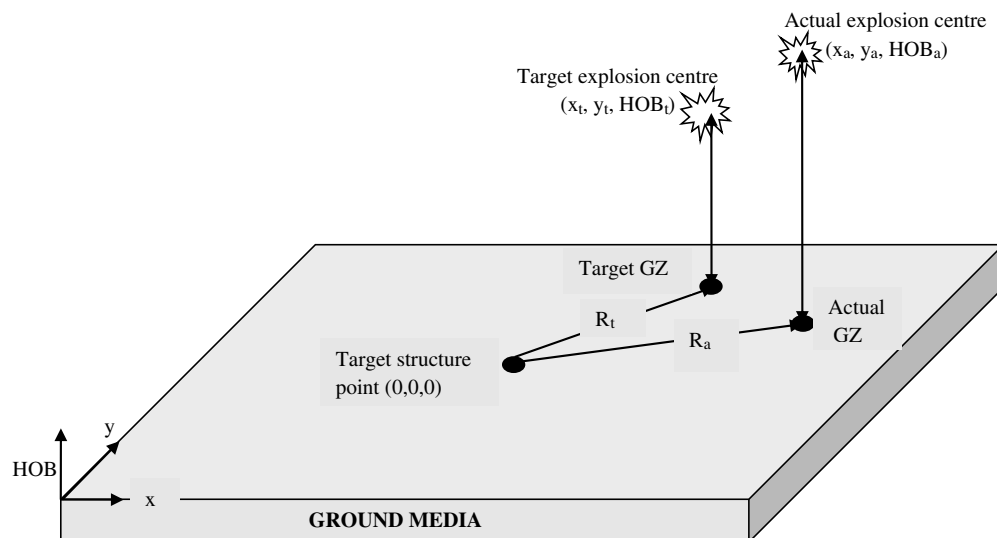 Actual explosion centre
(xₐ, yₐ, HOBₐ)
Target explosion centre
(xₜ, yₜ, HOBₜ)
Target GZ
Rₜ
Actual
GZ
Rₐ
Target structure
point (0,0,0)
y
HOB
x
GROUND MEDIA